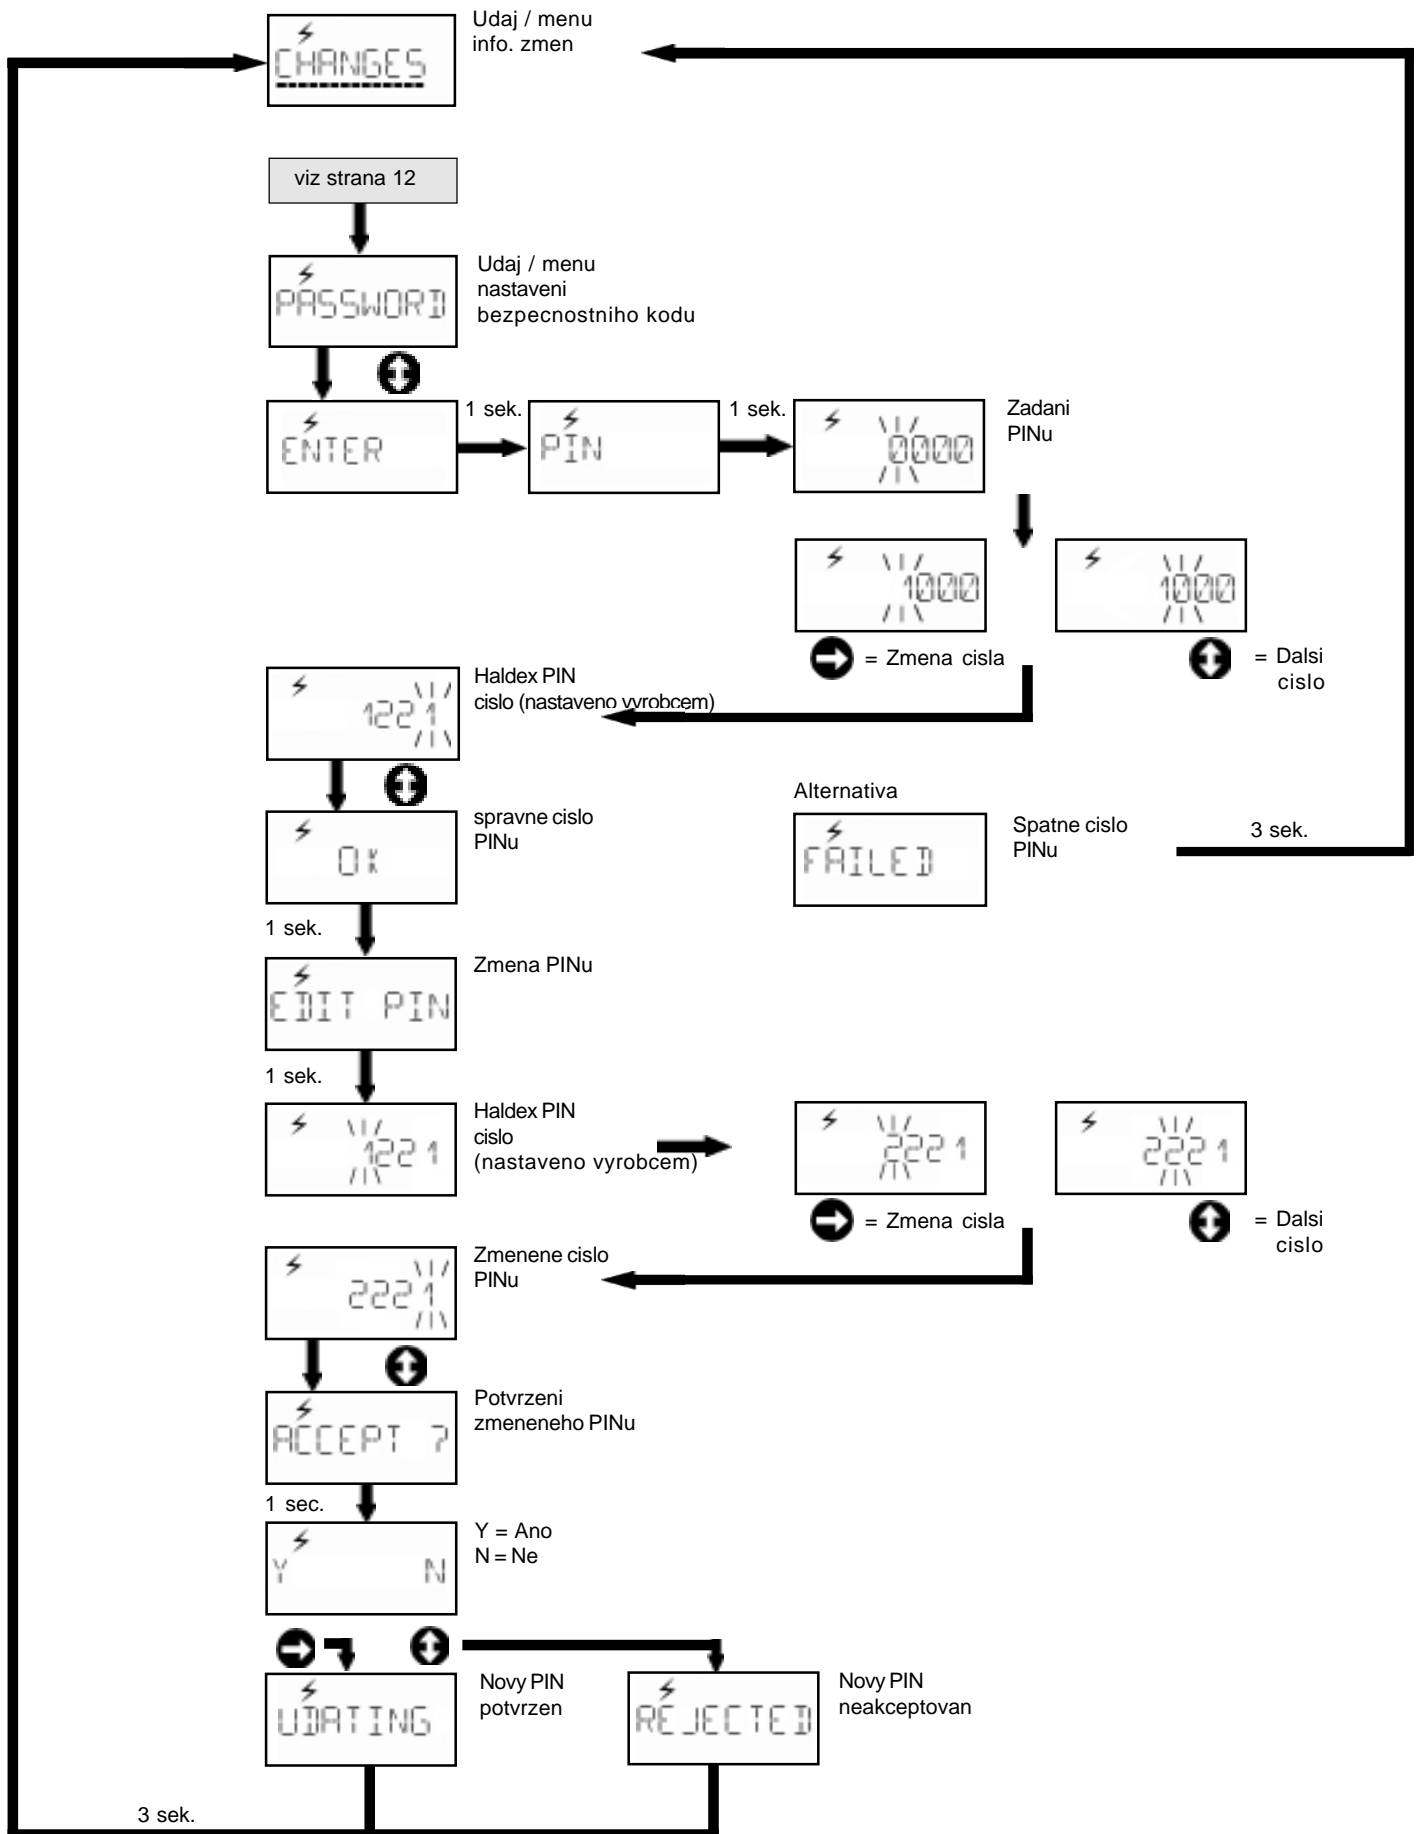 CHANGES
Udaj / menu
info. zmen
viz strana 12
PASSWORD
Udaj / menu
nastaveni
bezpecnostniho kodu
ENTER
1 sek.
PIN
1 sek.
0000
Zadani
PINu
1000
= Zmena cisla
1000
= Dalsi
cislo
1221
Haldex PIN
cislo (nastaveno vyrobcem)
OK
spravne cislo
PINu
Alternativa
FAILED
Spatne cislo
PINu
3 sek.
1 sek.
EDIT PIN
Zmena PINu
1 sek.
1221
Haldex PIN
cislo
(nastaveno vyrobcem)
2221
= Zmena cisla
2221
= Dalsi
cislo
2221
Zmenene cislo
PINu
ACCEPT ?
Potvrzeni
zmeneneho PINu
1 sec.
Y N
Y = Ano
N = Ne
UDATING
Novy PIN
potvrzen
REJECTED
Novy PIN
neakceptovan
3 sek.